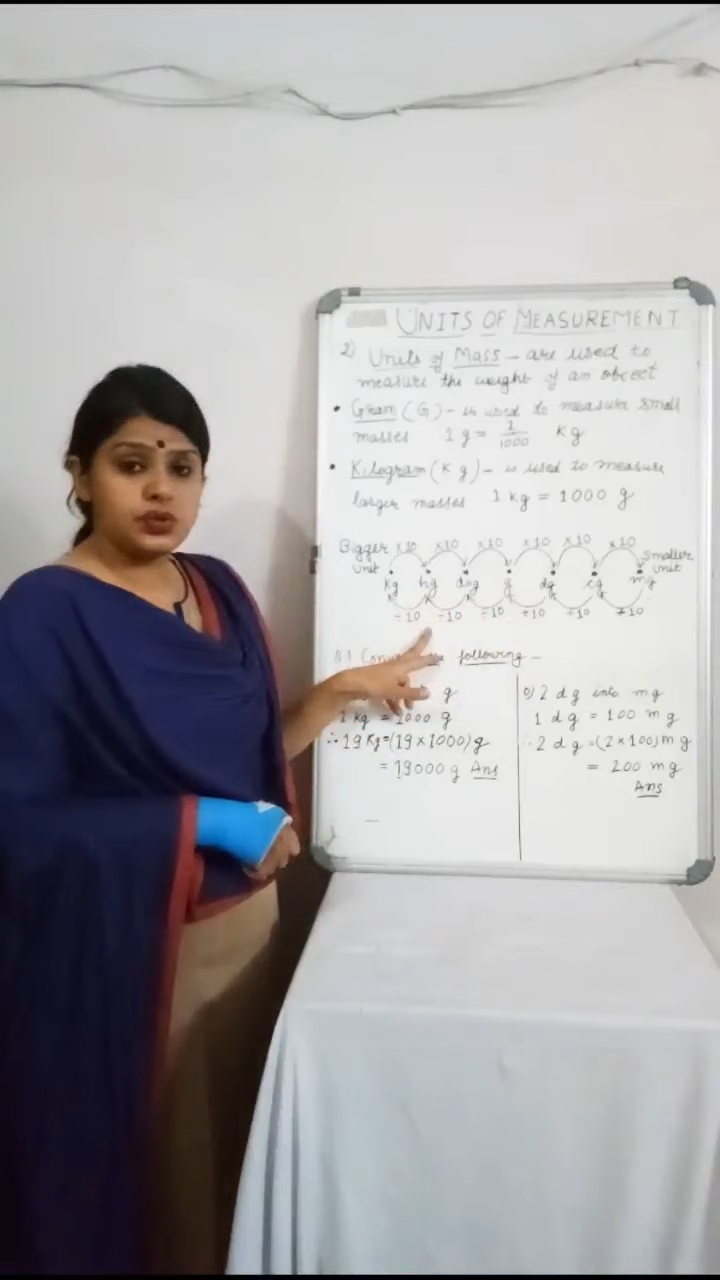 UNITS OF MEASUREMENT
2) Units of Mass - are used to
measure the weight of an object
• Gram (G) - is used to measure small
masses 1 g = 1/1000 Kg
• Kilogram (Kg) - is used to measure
larger masses 1 kg = 1000 g
Bigger unit ×10 ×10 ×10 ×10 ×10 ×10 smaller unit
kg hg dag g dg cg mg
÷10 ÷10 ÷10 ÷10 ÷10 ÷10
Q.1 following -
g
1 kg = 1000 g
∴ 19 Kg = (19×1000) g
= 19000 g Ans
b) 2 dg into mg
1 dg = 100 mg
∴ 2 dg = (2×100) mg
= 200 mg
Ans